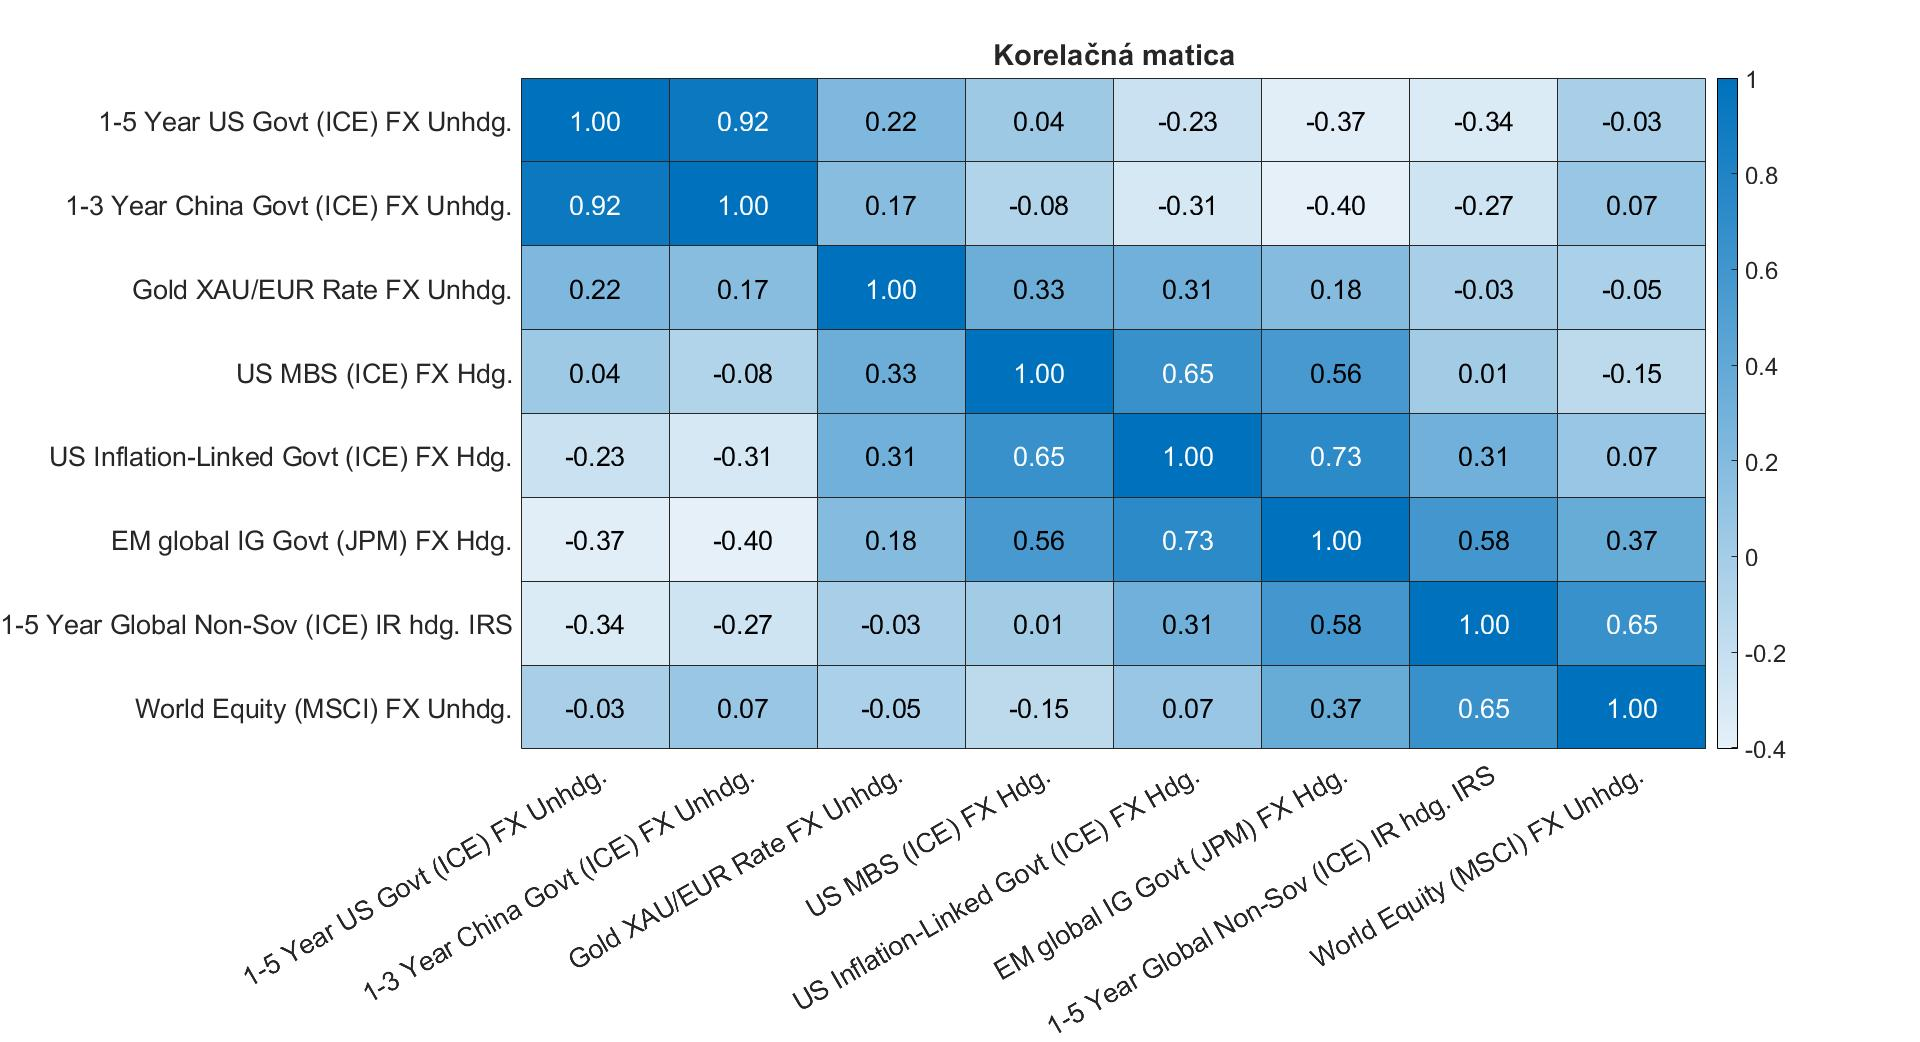 Korelačná matica
1-5 Year US Govt (ICE) FX Unhdg. 1.00 0.92 0.22 0.04 -0.23 -0.37 -0.34 -0.03
1-3 Year China Govt (ICE) FX Unhdg. 0.92 1.00 0.17 -0.08 -0.31 -0.40 -0.27 0.07
Gold XAU/EUR Rate FX Unhdg. 0.22 0.17 1.00 0.33 0.31 0.18 -0.03 -0.05
US MBS (ICE) FX Hdg. 0.04 -0.08 0.33 1.00 0.65 0.56 0.01 -0.15
US Inflation-Linked Govt (ICE) FX Hdg. -0.23 -0.31 0.31 0.65 1.00 0.73 0.31 0.07
EM global IG Govt (JPM) FX Hdg. -0.37 -0.40 0.18 0.56 0.73 1.00 0.58 0.37
1-5 Year Global Non-Sov (ICE) IR hdg. IRS -0.34 -0.27 -0.03 0.01 0.31 0.58 1.00 0.65
World Equity (MSCI) FX Unhdg. -0.03 0.07 -0.05 -0.15 0.07 0.37 0.65 1.00
1
0.8
0.6
0.4
0.2
0
-0.2
-0.4
1-5 Year US Govt (ICE) FX Unhdg.
1-3 Year China Govt (ICE) FX Unhdg.
Gold XAU/EUR Rate FX Unhdg.
US MBS (ICE) FX Hdg.
US Inflation-Linked Govt (ICE) FX Hdg.
EM global IG Govt (JPM) FX Hdg.
1-5 Year Global Non-Sov (ICE) IR hdg. IRS
World Equity (MSCI) FX Unhdg.